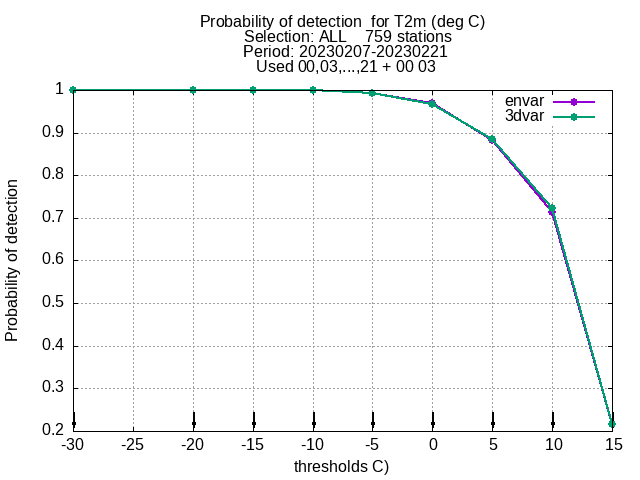 Probability of detection  for T2m (deg C)
Selection: ALL    759 stations
Period: 20230207-20230221
Used 00,03,...,21 + 00 03
envar
3dvar
Probability of detection
1
0.9
0.8
0.7
0.6
0.5
0.4
0.3
0.2
-30 -25 -20 -15 -10 -5 0 5 10 15
thresholds C)